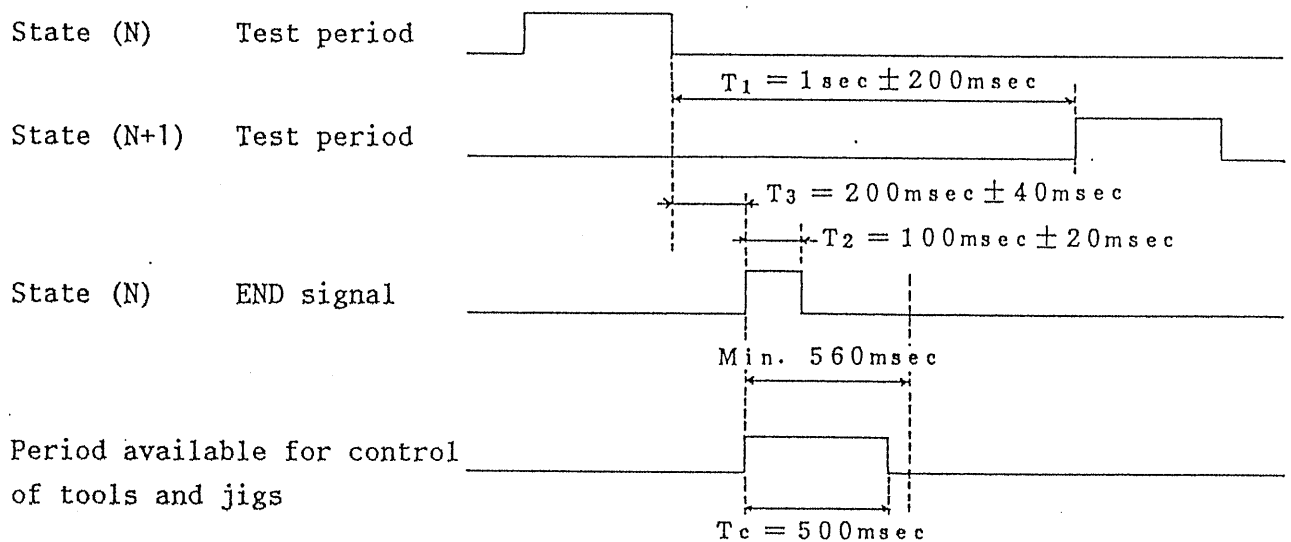 State (N) Test period
T1 = 1sec ± 200msec
State (N+1) Test period
T3 = 200msec ± 40msec
T2 = 100msec ± 20msec
State (N) END signal
Min. 560msec
Period available for control
of tools and jigs
Tc = 500msec